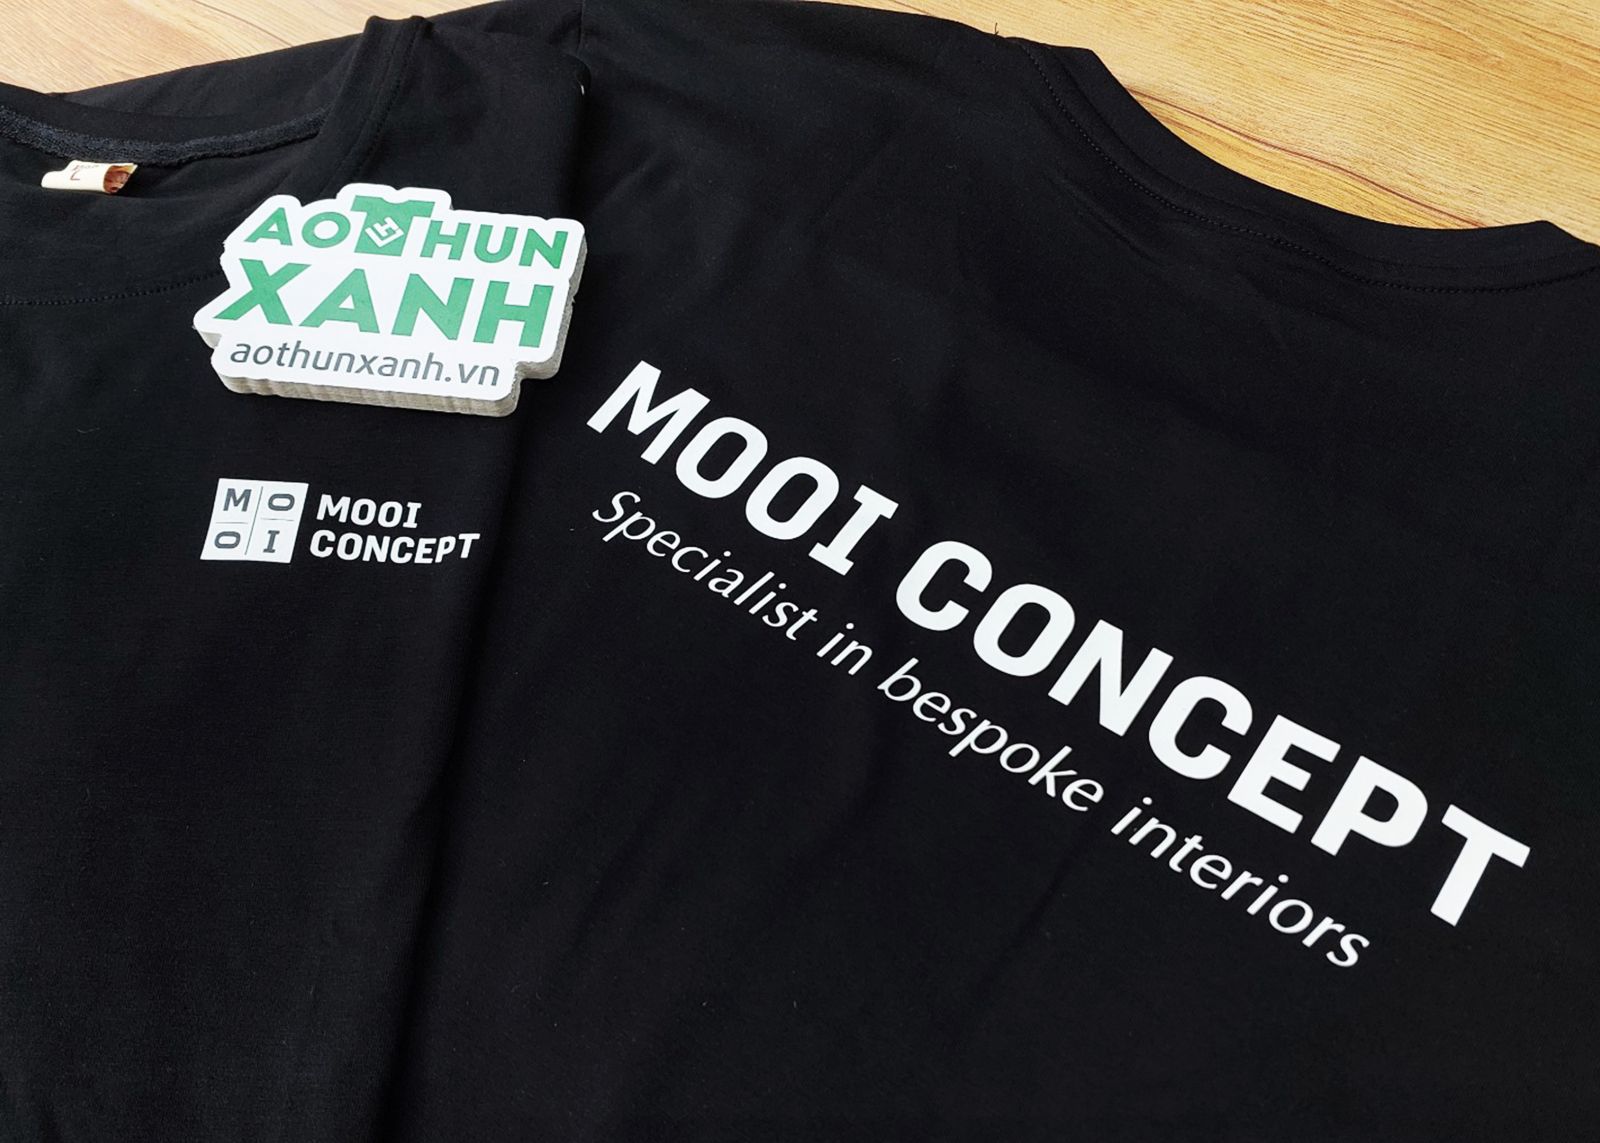 AO THUN
XANH
aothunxanh.vn
M O
O I
MOOI
CONCEPT
MOOI CONCEPT
Specialist in bespoke interiors
L